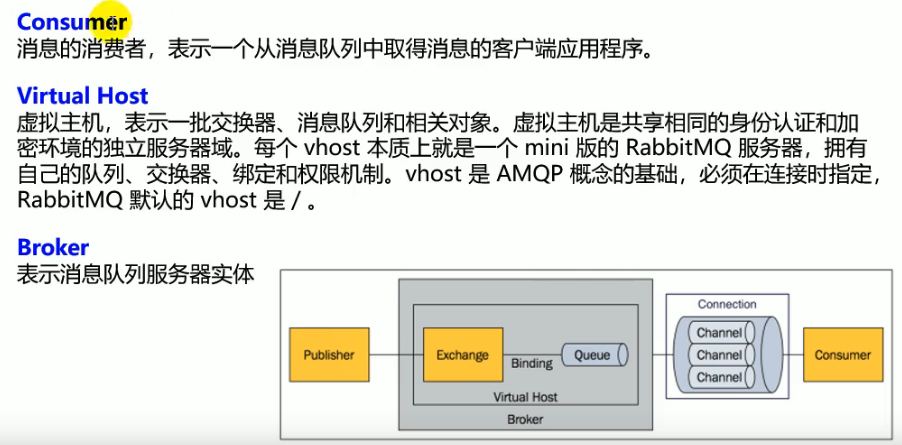 Consumer
消息的消费者，表示一个从消息队列中取得消息的客户端应用程序。
Virtual Host
虚拟主机，表示一批交换器、消息队列和相关对象。虚拟主机是共享相同的身份认证和加
密环境的独立服务器域。每个 vhost 本质上就是一个 mini 版的 RabbitMQ 服务器，拥有
自己的队列、交换器、绑定和权限机制。vhost 是 AMQP 概念的基础，必须在连接时指定，
RabbitMQ 默认的 vhost 是 / 。
Broker
表示消息队列服务器实体
Publisher
Exchange
Binding
Queue
Virtual Host
Broker
Connection
Channel
Channel
Channel
Consumer